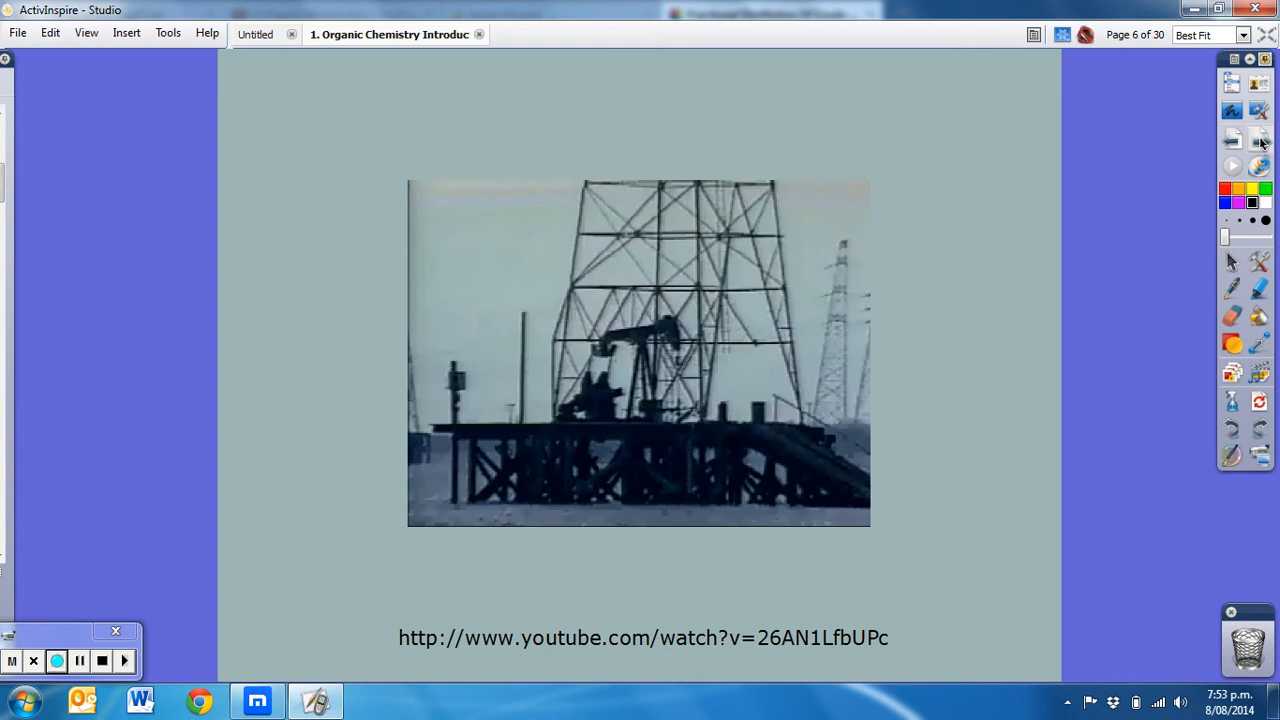 ActivInspire - Studio
File Edit View Insert Tools Help Untitled 1. Organic Chemistry Introduc Page 6 of 30 Best Fit
http://www.youtube.com/watch?v=26AN1LfbUPc
M
7:53 p.m.
8/08/2014